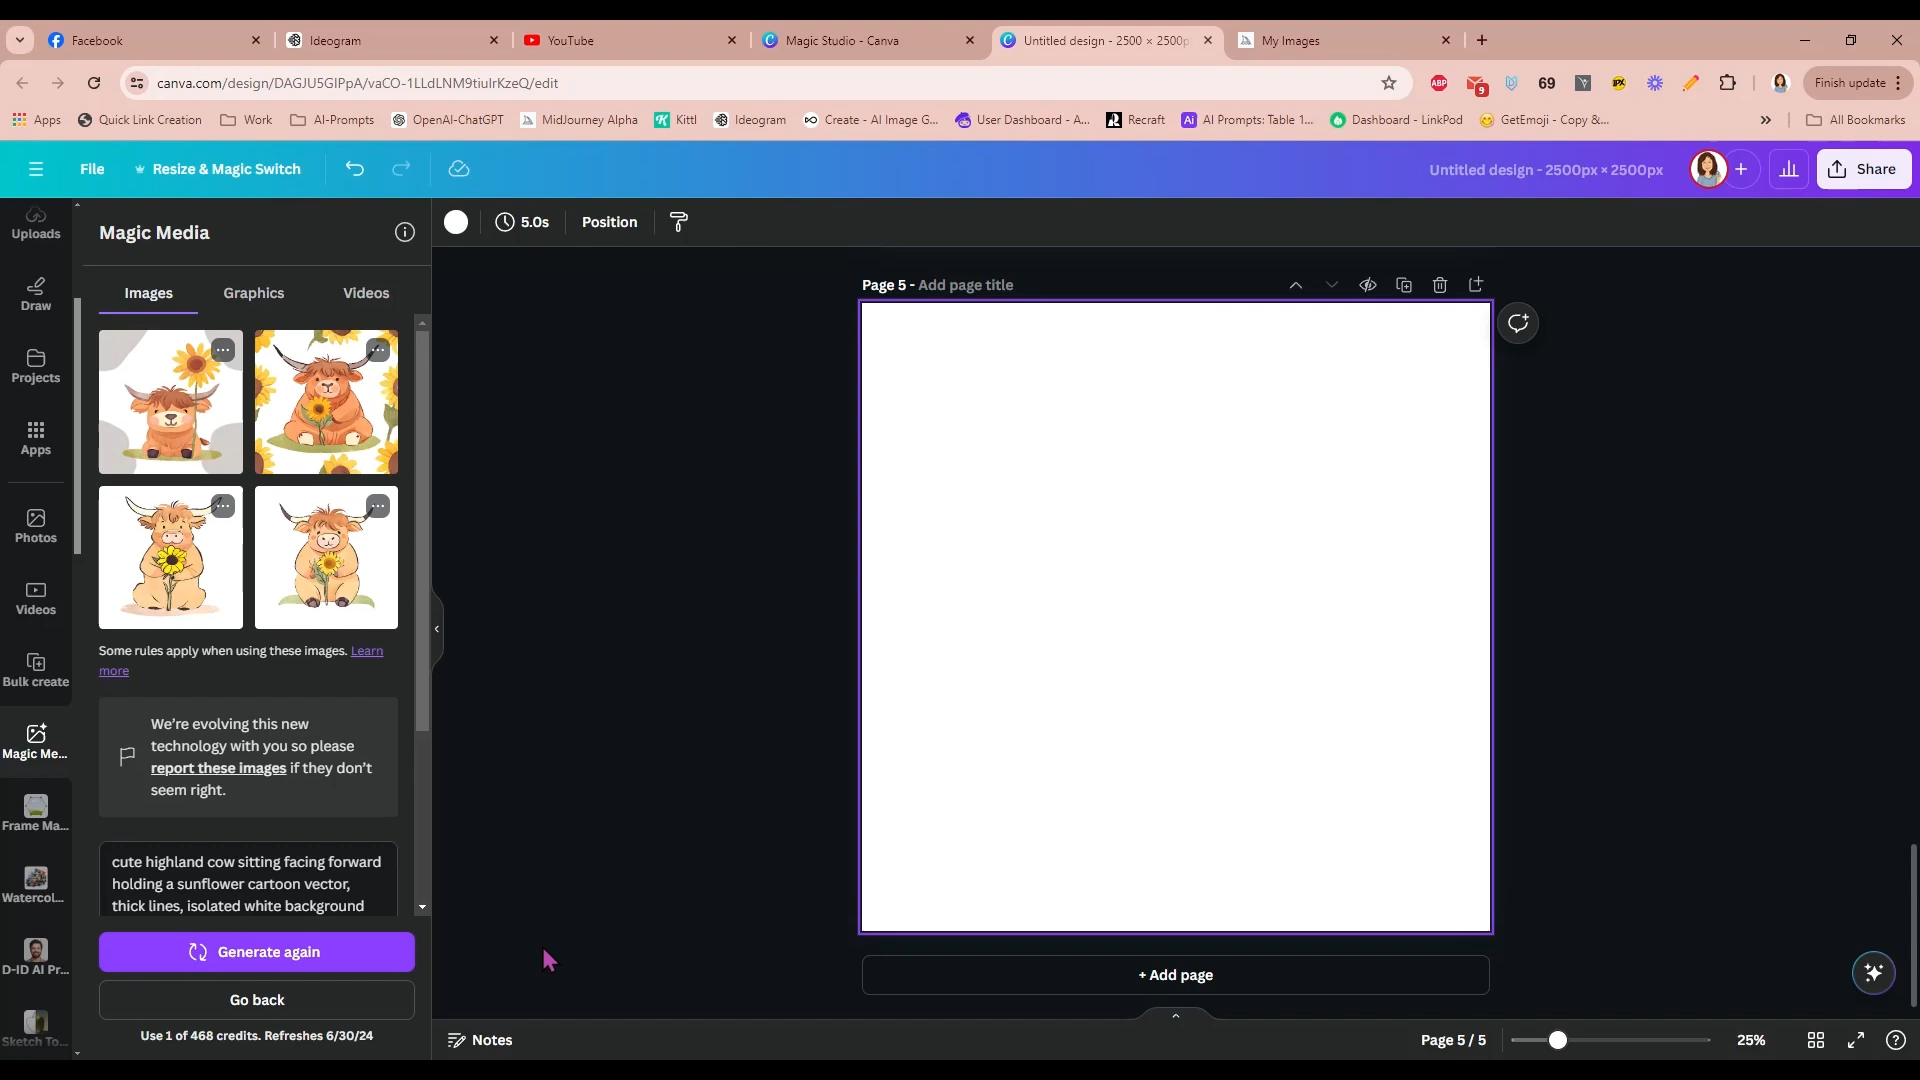 Facebook
Ideogram
YouTube
Magic Studio - Canva
Untitled design - 2500 × 2500p
My Images
canva.com/design/DAGJU5GIPpA/vaCO-1LLdLNM9tiuIrKzeQ/edit
ABP
9
69
IPX
Finish update
Apps
Quick Link Creation
Work
AI-Prompts
OpenAI-ChatGPT
MidJourney Alpha
Kittl
Ideogram
Create - AI Image G...
User Dashboard - A...
Recraft
Ai
AI Prompts: Table 1...
Dashboard - LinkPod
GetEmoji - Copy &...
All Bookmarks
File
Resize & Magic Switch
Untitled design - 2500px × 2500px
Share
Uploads
Draw
Projects
Apps
Photos
Videos
Bulk create
Magic Me...
Frame Ma...
Watercol...
D-ID AI Pr...
Sketch To...
Magic Media
Images
Graphics
Videos
Some rules apply when using these images. Learn
more
We're evolving this new
technology with you so please
report these images if they don't
seem right.
cute highland cow sitting facing forward
holding a sunflower cartoon vector,
thick lines, isolated white background
Generate again
Go back
Use 1 of 468 credits. Refreshes 6/30/24
5.0s
Position
Page 5 - Add page title
+ Add page
Notes
Page 5 / 5
25%